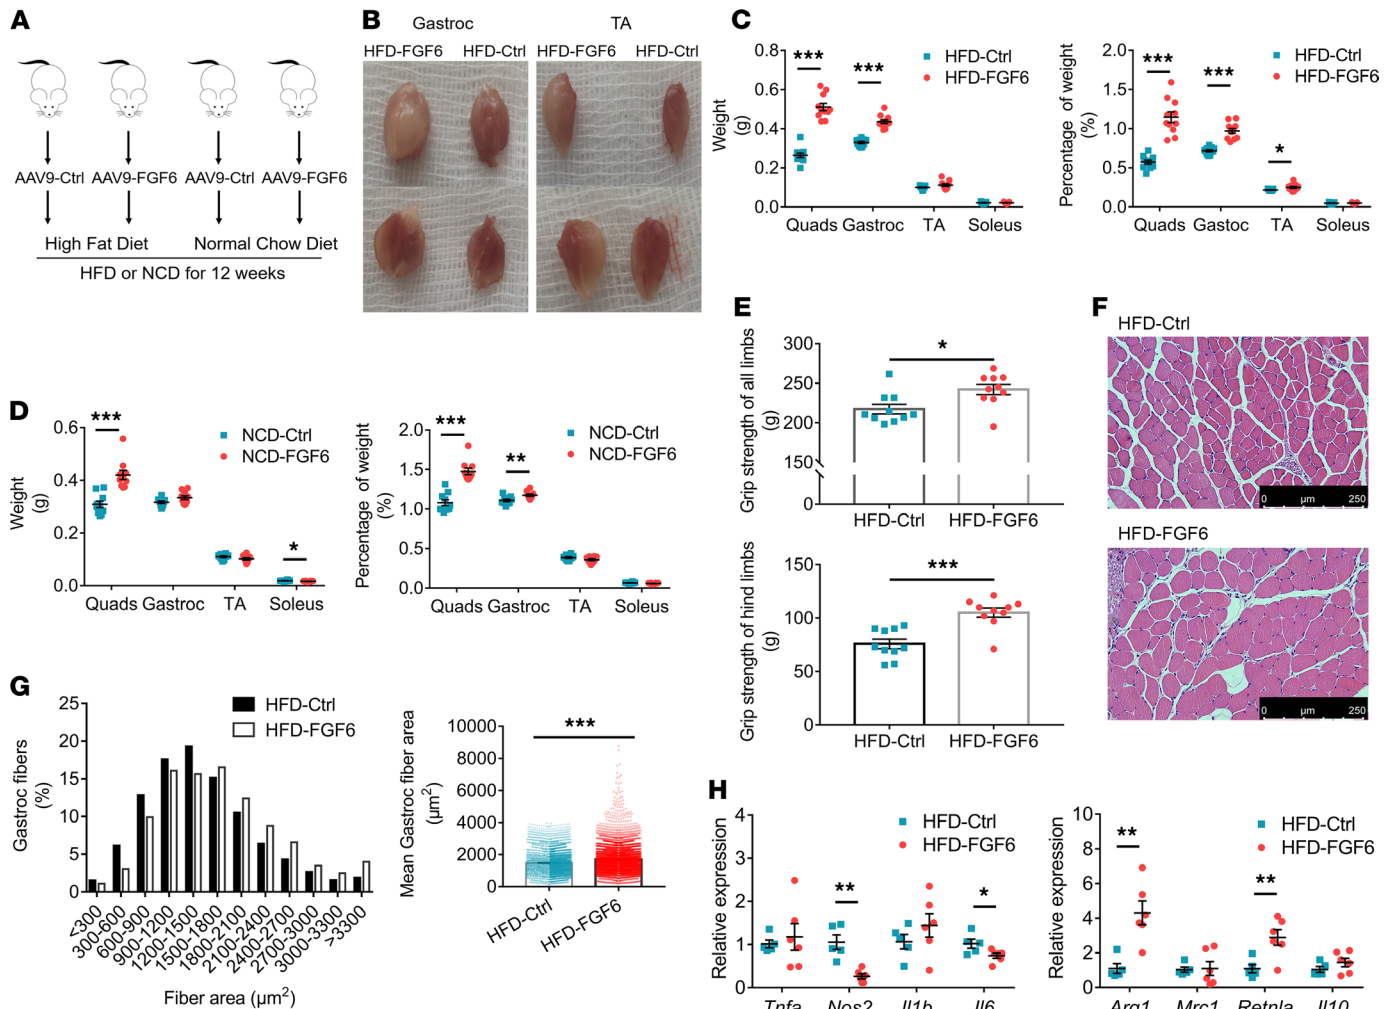 A
AAV9-Ctrl AAV9-FGF6 AAV9-Ctrl AAV9-FGF6
High Fat Diet Normal Chow Diet
HFD or NCD for 12 weeks
B
Gastroc TA
HFD-FGF6 HFD-Ctrl HFD-FGF6 HFD-Ctrl
C
Weight
(g)
0.8
0.6
0.4
0.2
0.0
*** ***
HFD-Ctrl
HFD-FGF6
Quads Gastroc TA Soleus
Percentage of weight
(%)
2.0
1.5
1.0
0.5
0.0
*** *** *
HFD-Ctrl
HFD-FGF6
Quads Gastoc TA Soleus
D
Weight
(g)
0.6
0.4
0.2
0.0
*** *
NCD-Ctrl
NCD-FGF6
Quads Gastroc TA Soleus
Percentage of weight
(%)
2.0
1.5
1.0
0.5
0.0
*** **
NCD-Ctrl
NCD-FGF6
Quads Gastroc TA Soleus
E
Grip strength of all limbs
(g)
300
250
200
150
0
*
HFD-Ctrl HFD-FGF6
Grip strength of hind limbs
(g)
150
100
50
0
***
HFD-Ctrl HFD-FGF6
F
HFD-Ctrl
0 µm 250
HFD-FGF6
0 µm 250
G
Gastroc fibers
(%)
25
20
15
10
5
0
HFD-Ctrl
HFD-FGF6
<300
300-600
600-900
900-1200
1200-1500
1500-1800
1800-2100
2100-2400
2400-2700
2700-3000
3000-3300
>3300
Fiber area (µm²)
Mean Gastroc fiber area
(µm²)
10000
8000
6000
4000
2000
0
***
HFD-Ctrl
HFD-FGF6
H
Relative expression
4
3
2
1
0
** *
HFD-Ctrl
HFD-FGF6
Tnfa Nos2 Il1b Il6
Relative expression
10
8
6
4
2
0
** **
HFD-Ctrl
HFD-FGF6
Arg1 Mrc1 Retnla Il10